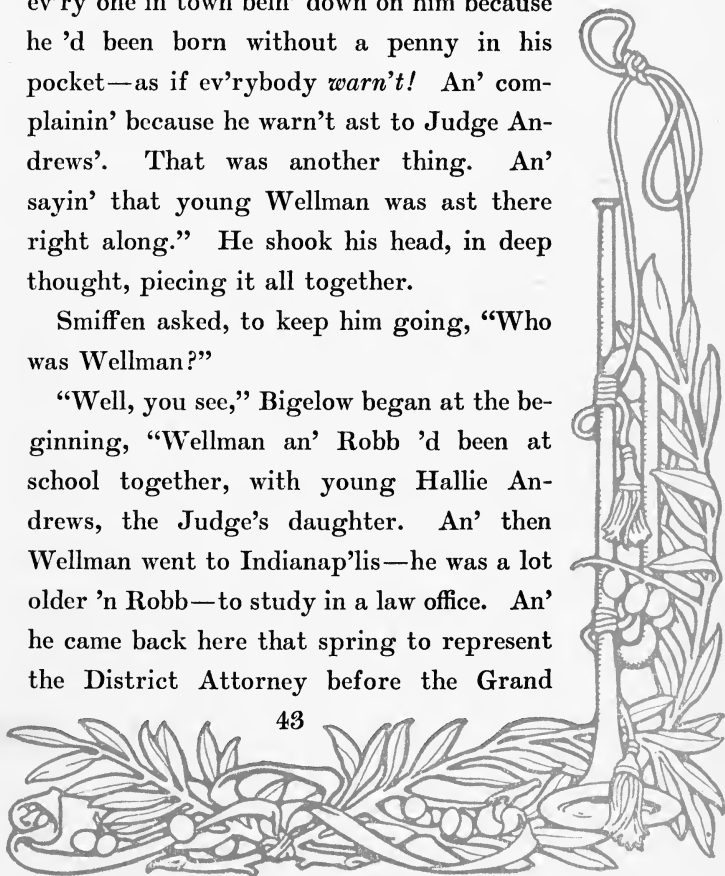 ev'ry one in town bein' down on him because
he 'd been born without a penny in his
pocket—as if ev'rybody warn't! An' com-
plainin' because he warn't ast to Judge An-
drews'. That was another thing. An'
sayin' that young Wellman was ast there
right along.” He shook his head, in deep
thought, piecing it all together.
Smiffen asked, to keep him going, “Who
was Wellman?”
“Well, you see,” Bigelow began at the be-
ginning, “Wellman an' Robb 'd been at
school together, with young Hallie An-
drews, the Judge's daughter. An' then
Wellman went to Indianap'lis—he was a lot
older 'n Robb—to study in a law office. An'
he came back here that spring to represent
the District Attorney before the Grand
43